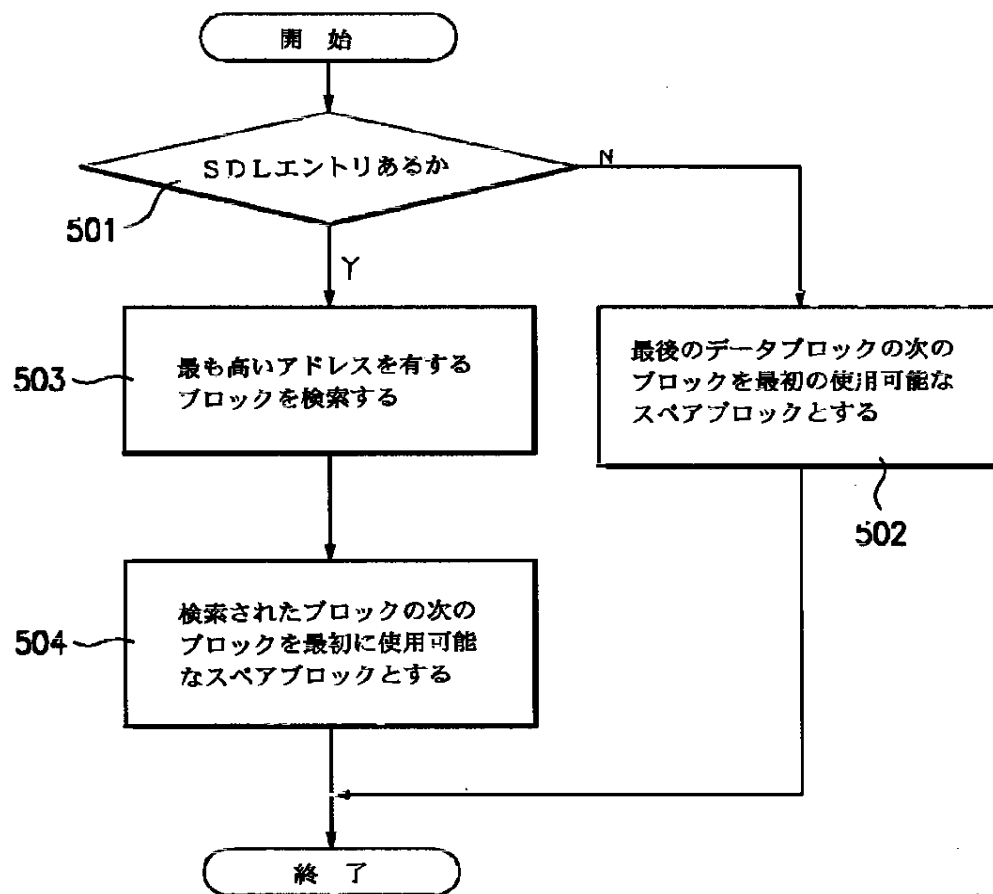 開 始
SDLエントリあるか
N
501
Y
最も高いアドレスを有する
ブロックを検索する
503
最後のデータブロックの次の
ブロックを最初の使用可能な
スペアブロックとする
502
検索されたブロックの次の
ブロックを最初に使用可能
なスペアブロックとする
504
終 了